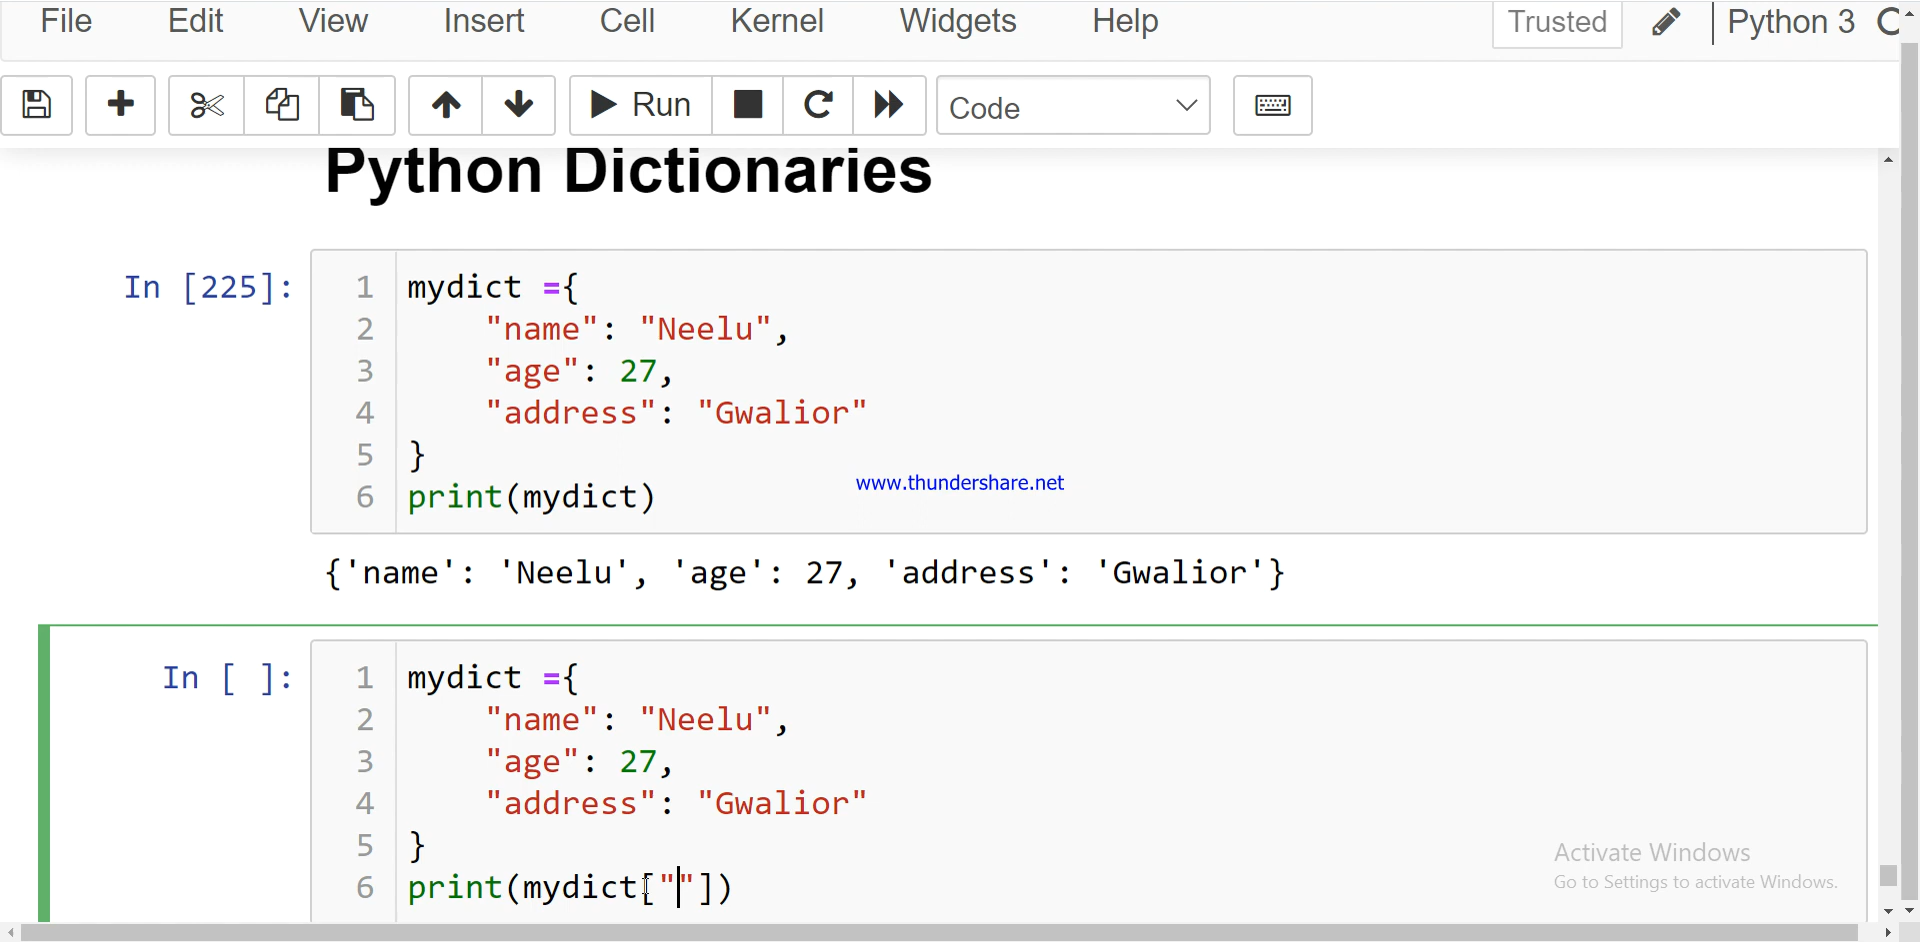 File Edit View Insert Cell Kernel Widgets Help Trusted Python 3
Run Code
Python Dictionaries
In [225]:
1 mydict ={
2     "name": "Neelu",
3     "age": 27,
4     "address": "Gwalior"
5 }
6 print(mydict)
www.thundershare.net
{'name': 'Neelu', 'age': 27, 'address': 'Gwalior'}
In [ ]:
1 mydict ={
2     "name": "Neelu",
3     "age": 27,
4     "address": "Gwalior"
5 }
6 print(mydict[""])
Activate Windows
Go to Settings to activate Windows.